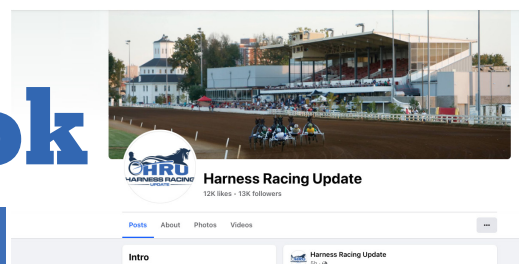 ok
HRU
HARNESS RACING
UPDATE
Harness Racing Update
12K likes • 13K followers
Posts About Photos Videos
Intro
Harness Racing Update